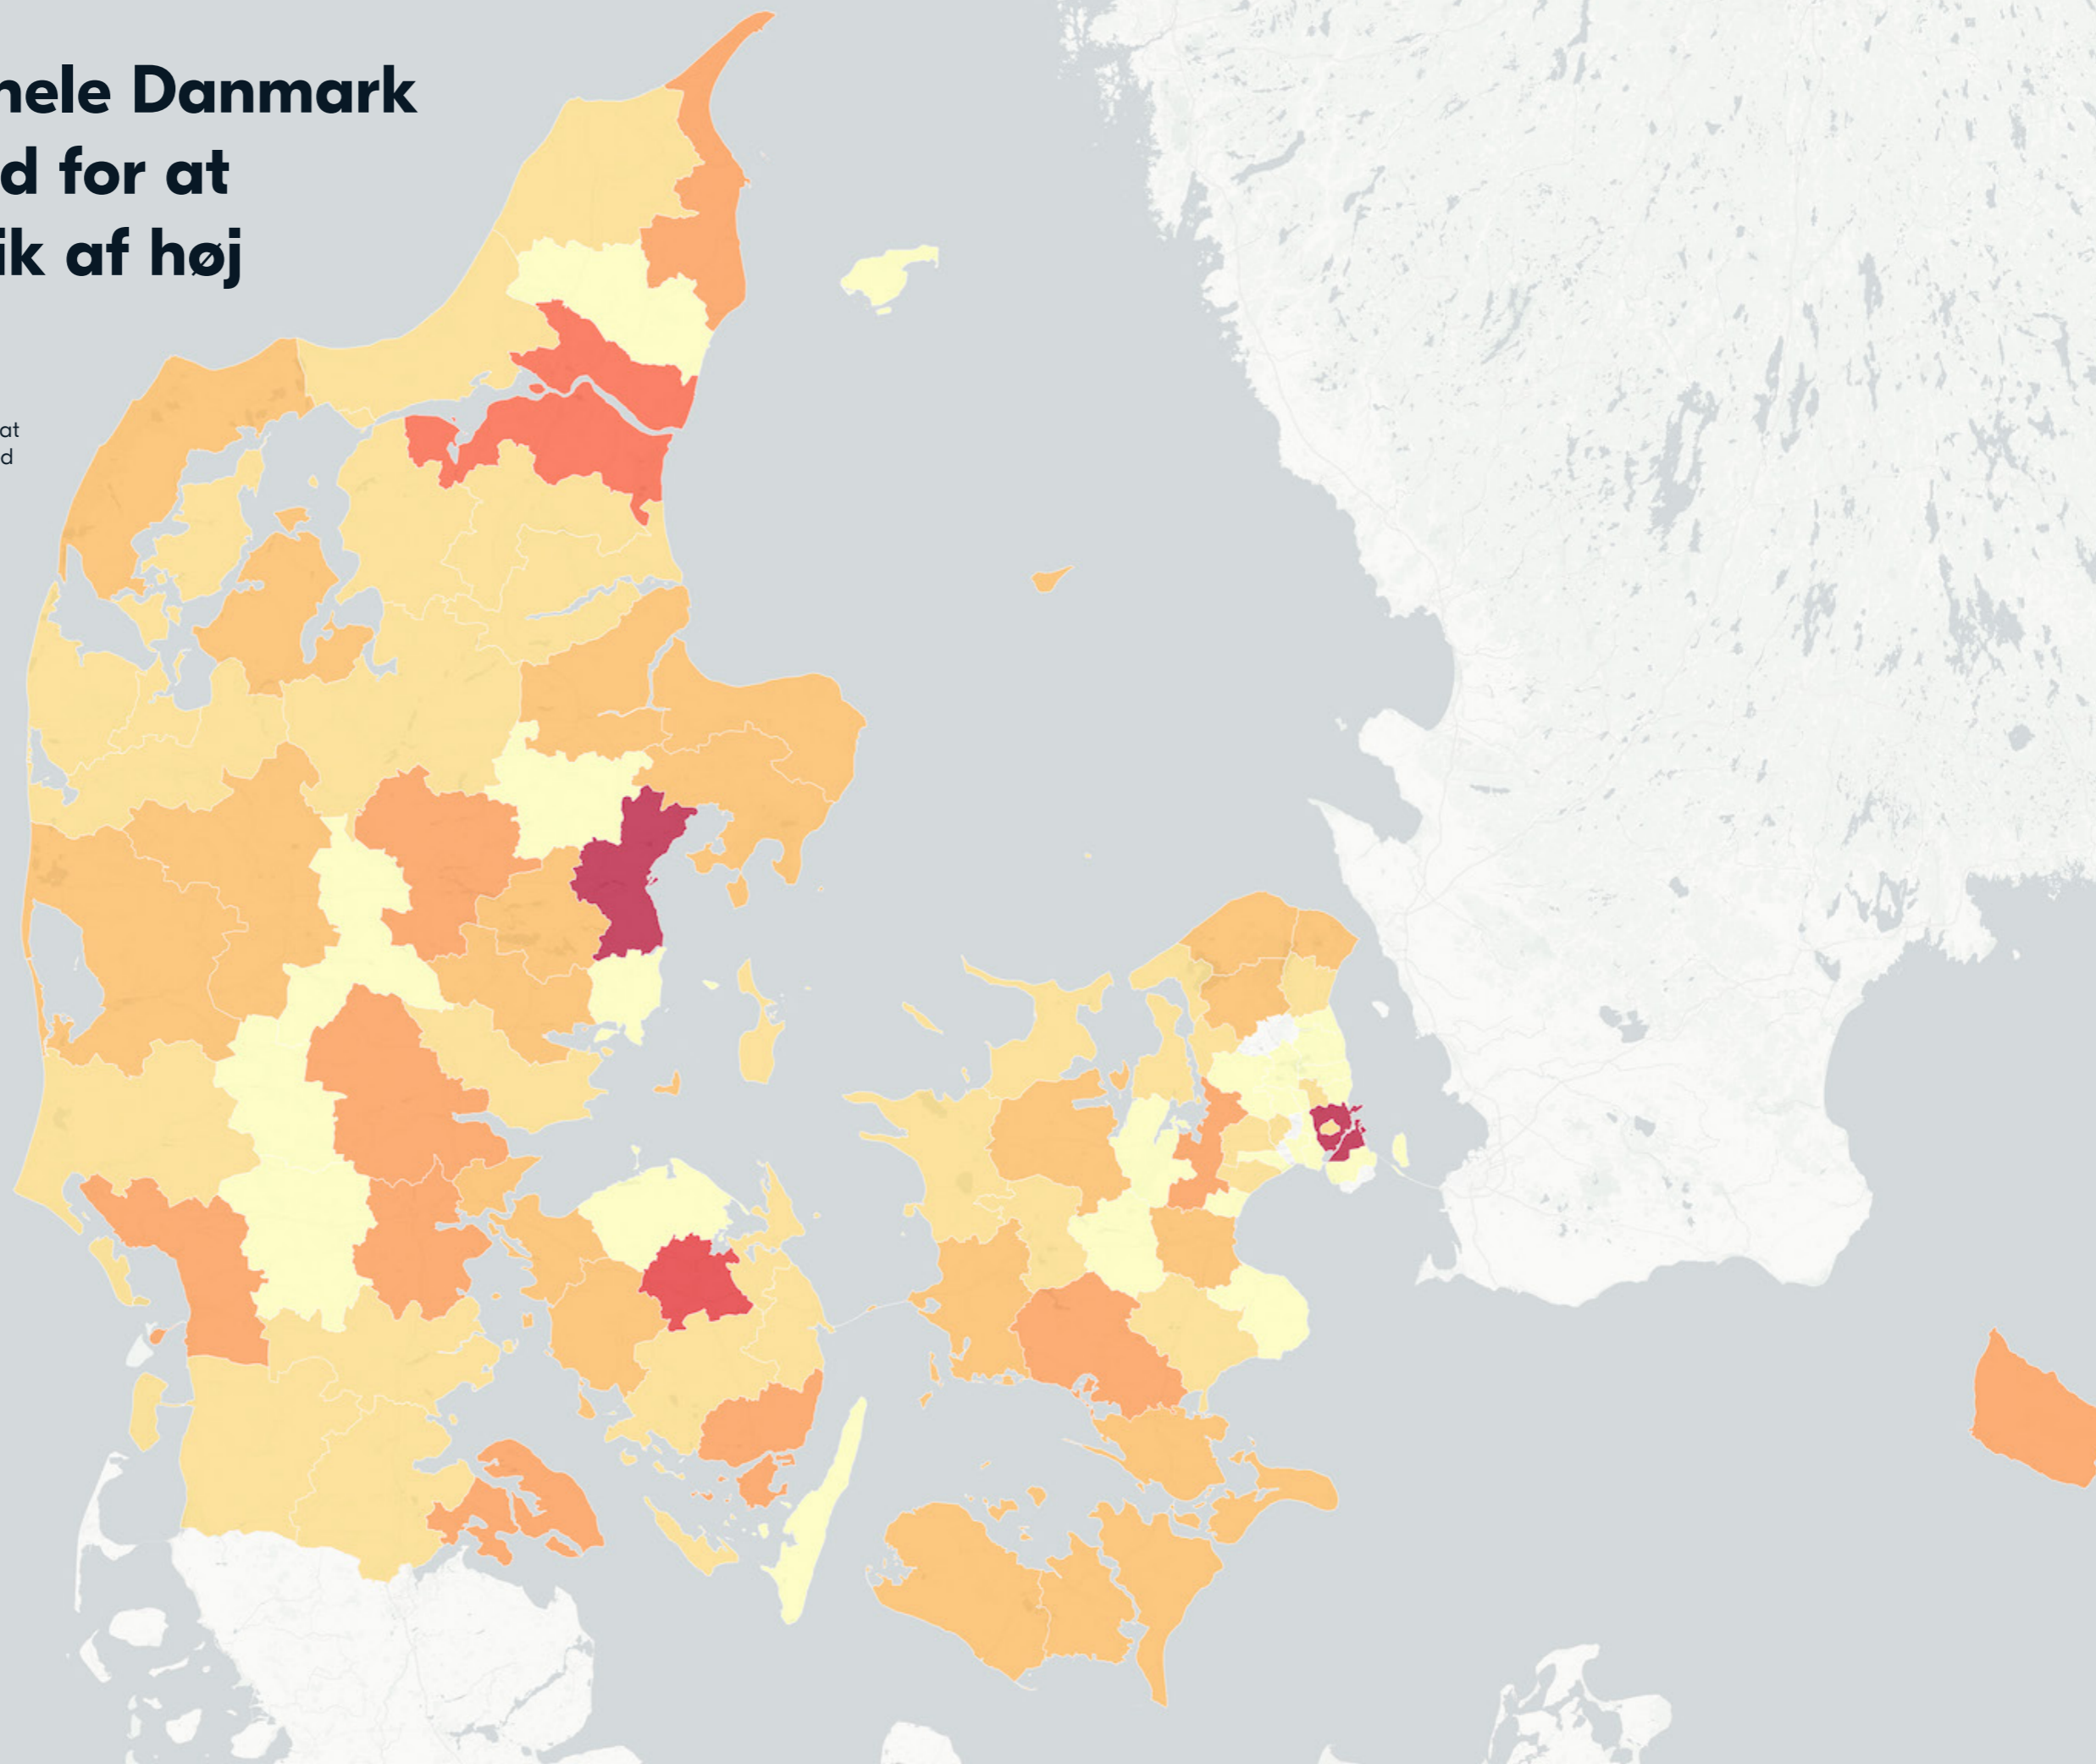 hele Danmark
d for at
ik af høj
at
d